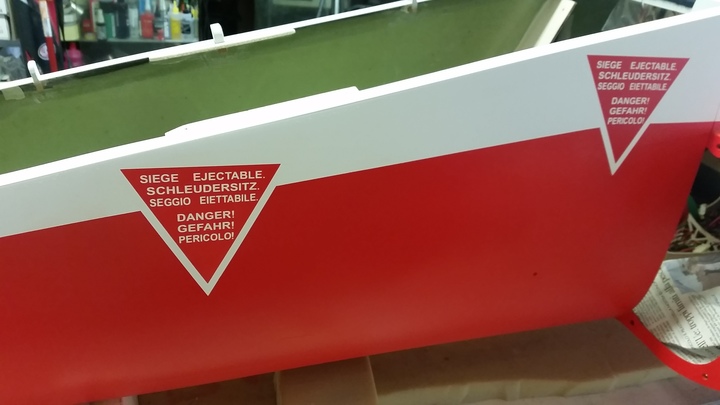 SIEGE EJECTABLE.
SCHLEUDERSITZ.
SEGGIO EIETTABILE.
DANGER!
GEFAHR!
PERICOLO!
SIEGE EJECTABLE.
SCHLEUDERSITZ.
SEGGIO EIETTABILE.
DANGER!
GEFAHR!
PERICOLO!